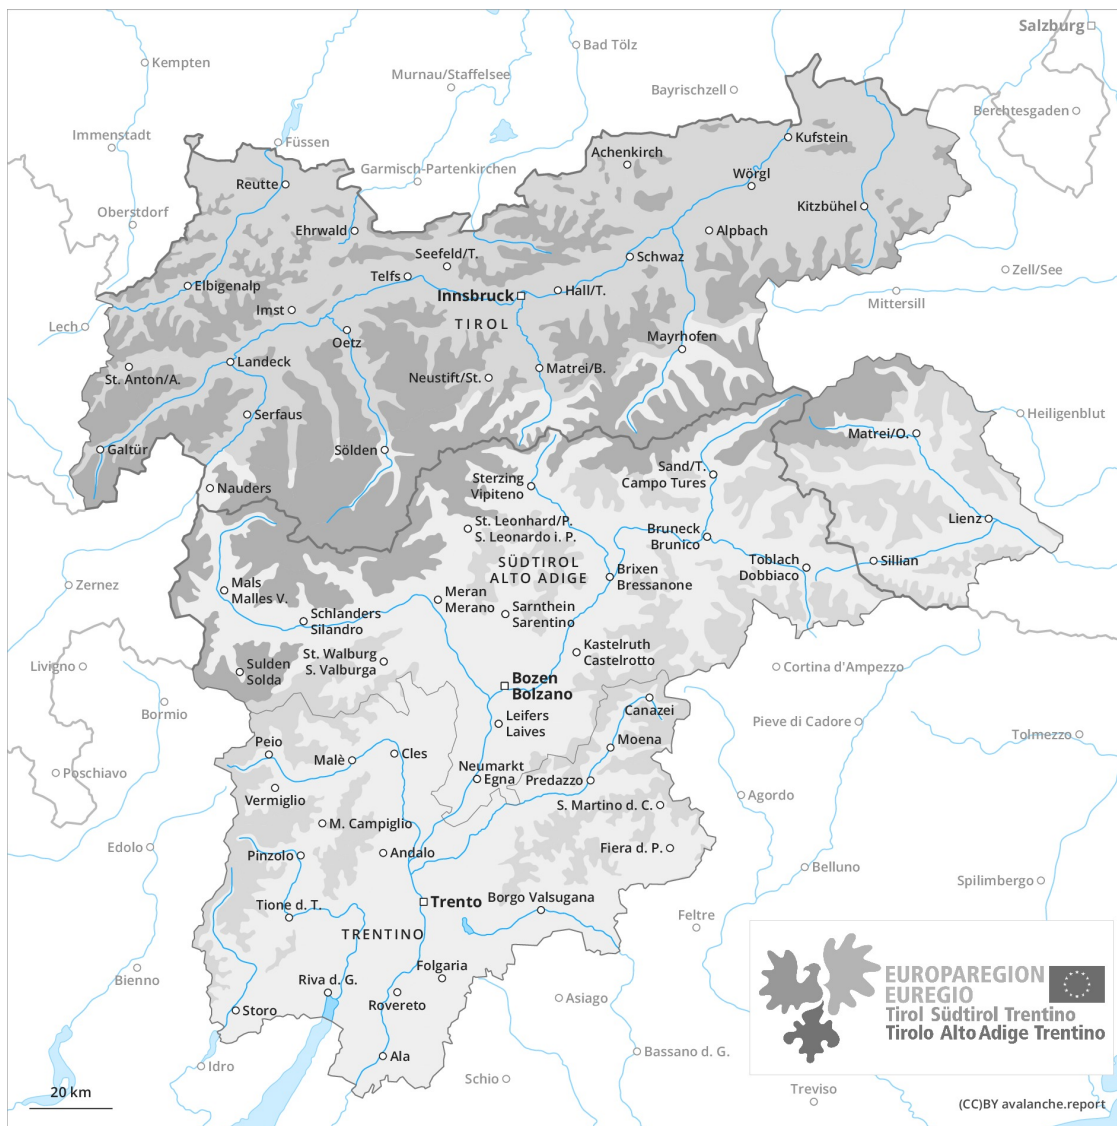 Salzburg
Bad Tölz
Kempten
Murnau/Staffelsee
Bayrischzell
Berchtesgaden
Immenstadt
Füssen
Kufstein
Achenkirch
Garmisch-Partenkirchen
Wörgl
Reutte
Kitzbühel
Oberstdorf
Ehrwald
Alpbach
Seefeld/T.
Schwaz
Zell/See
Telfs
Elbigenalp
Hall/T.
Innsbruck
Mittersill
Imst
TIROL
Lech
Mayrhofen
Oetz
Landeck
Matrei/B.
St. Anton/A.
Neustift/St.
Serfaus
Heiligenblut
Matrei/O.
Galtür
Sölden
Sand/T.
Campo Tures
Sterzing
Vipiteno
Nauders
Lienz
St. Leonhard/P.
S. Leonardo i. P.
Bruneck
Brunico
SÜDTIROL
ALTO ADIGE
Toblach
Dobbiaco
Sillian
Brixen
Bressanone
Zernez
Mals
Malles V.
Meran
Merano
Schlanders
Silandro
Sarnthein
Sarentino
Kastelruth
Castelrotto
St. Walburg
S. Valburga
Livigno
Sulden
Solda
Cortina d'Ampezzo
Bozen
Bolzano
Bormio
Canazei
Leifers
Laives
Pieve di Cadore
Tolmezzo
Moena
Peio
Malè
Cles
Neumarkt
Egna
Predazzo
Poschiavo
Agordo
Vermiglio
S. Martino d. C.
M. Campiglio
Edolo
Pinzolo
Andalo
Fiera d. P.
Belluno
Spilimbergo
Trento
Borgo Valsugana
Tione d. T.
Feltre
TRENTINO
Folgaria
Bienno
Riva d. G.
Rovereto
Asiago
Storo
EUROPAREGION
EUREGIO
Tirol Südtirol Trentino
Tirolo Alto Adige Trentino
Ala
Bassano d. G.
Idro
Schio
Treviso
20 km
(CC)BY avalanche.report